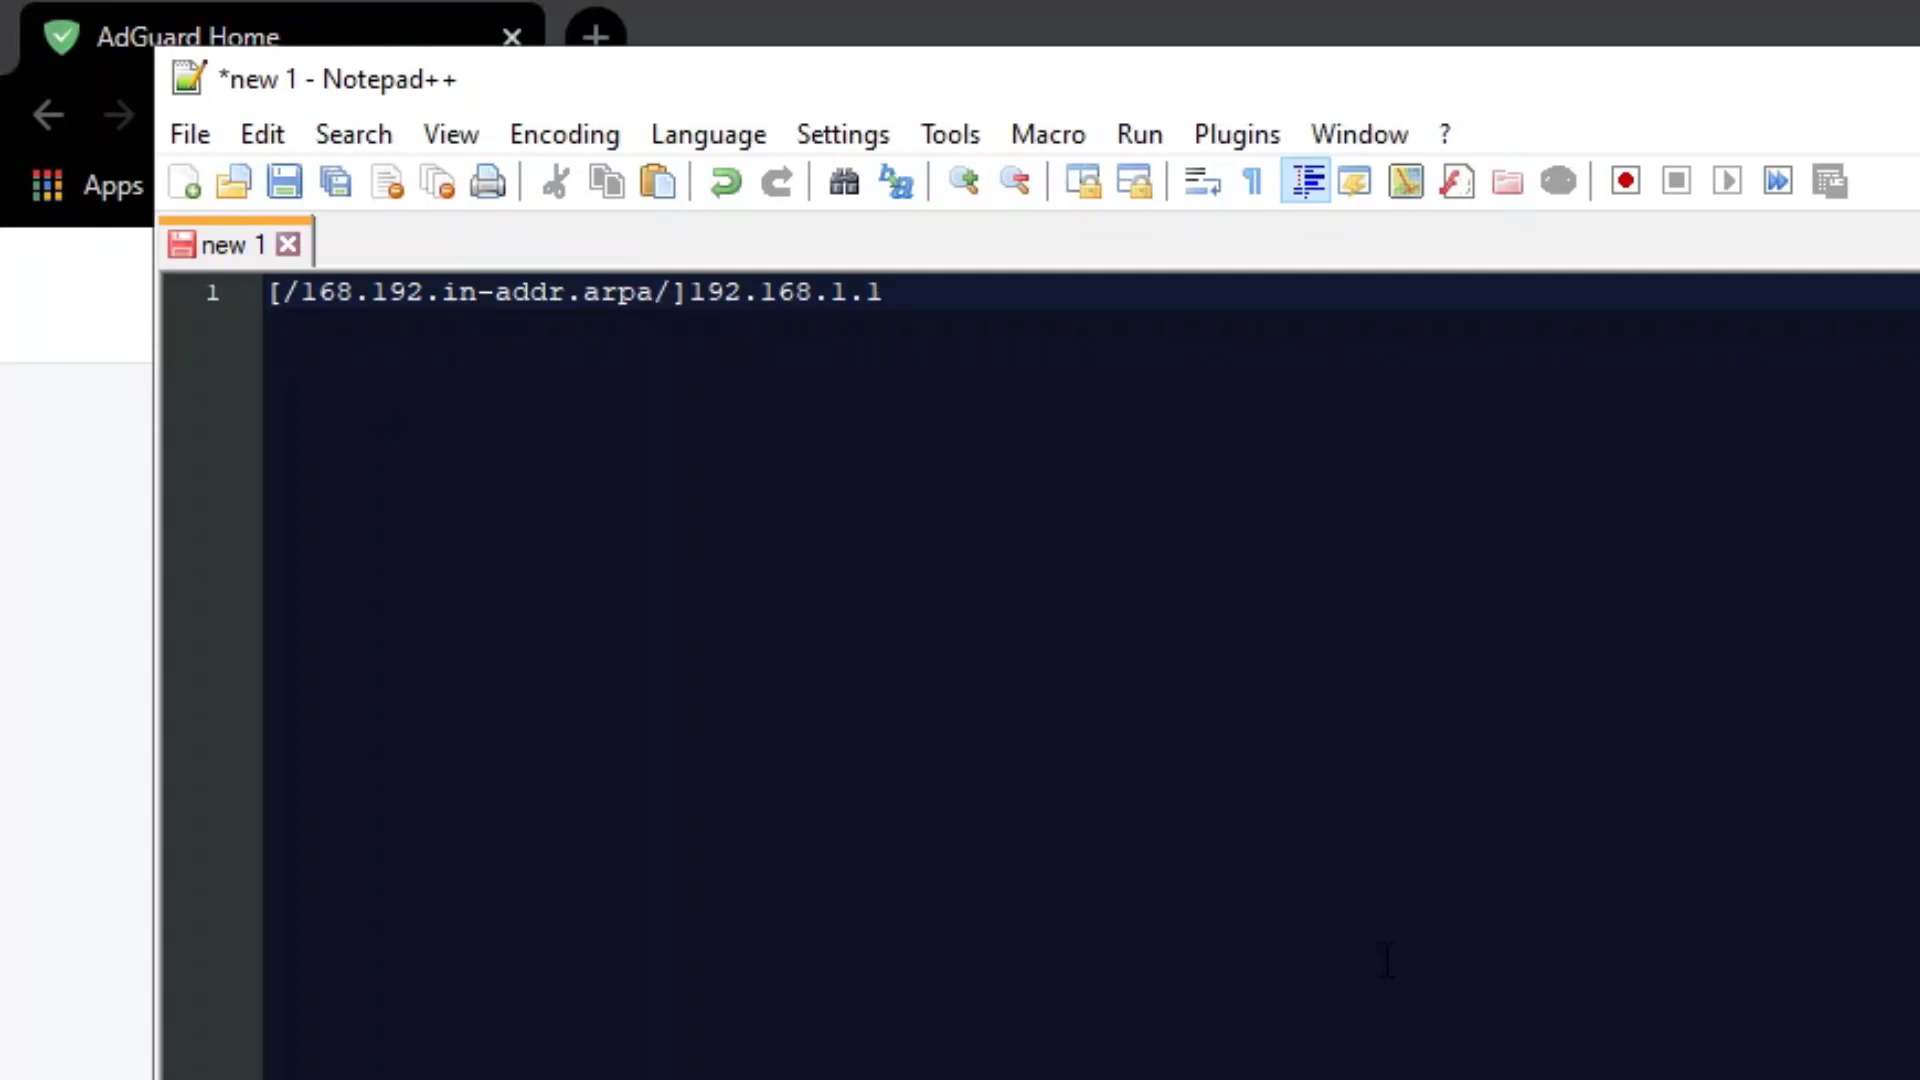 AdGuard Home
*new 1 - Notepad++
File Edit Search View Encoding Language Settings Tools Macro Run Plugins Window ?
Apps
new 1
1 [/168.192.in-addr.arpa/]192.168.1.1